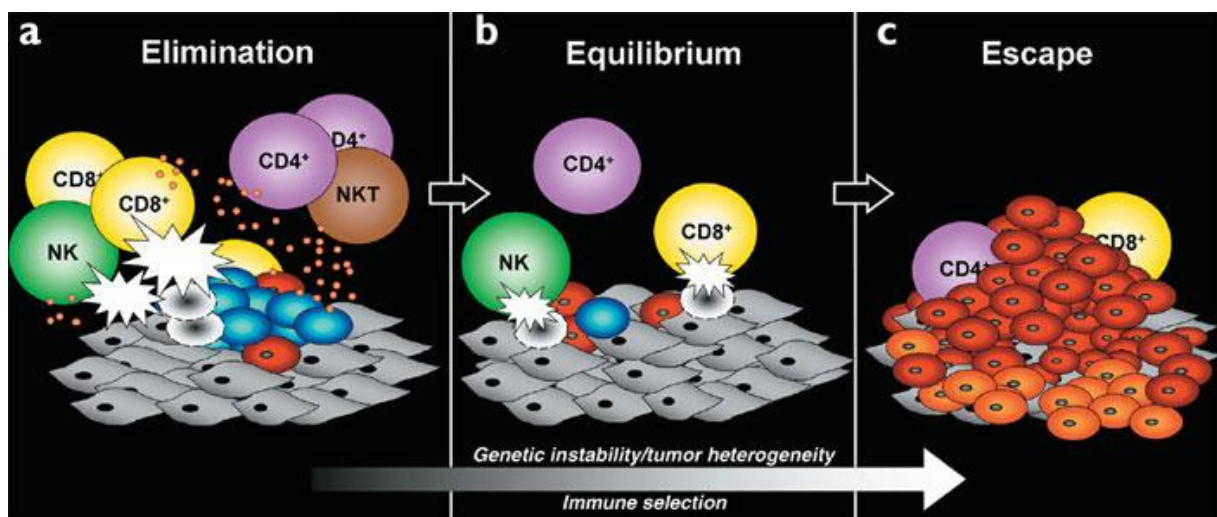 a
Elimination
b
Equilibrium
c
Escape
CD8⁺
CD8⁺
NK
CD4⁺
D4⁺
NKT
CD4⁺
NK
CD8⁺
CD4⁺
CD8⁺
Genetic instability/tumor heterogeneity
Immune selection